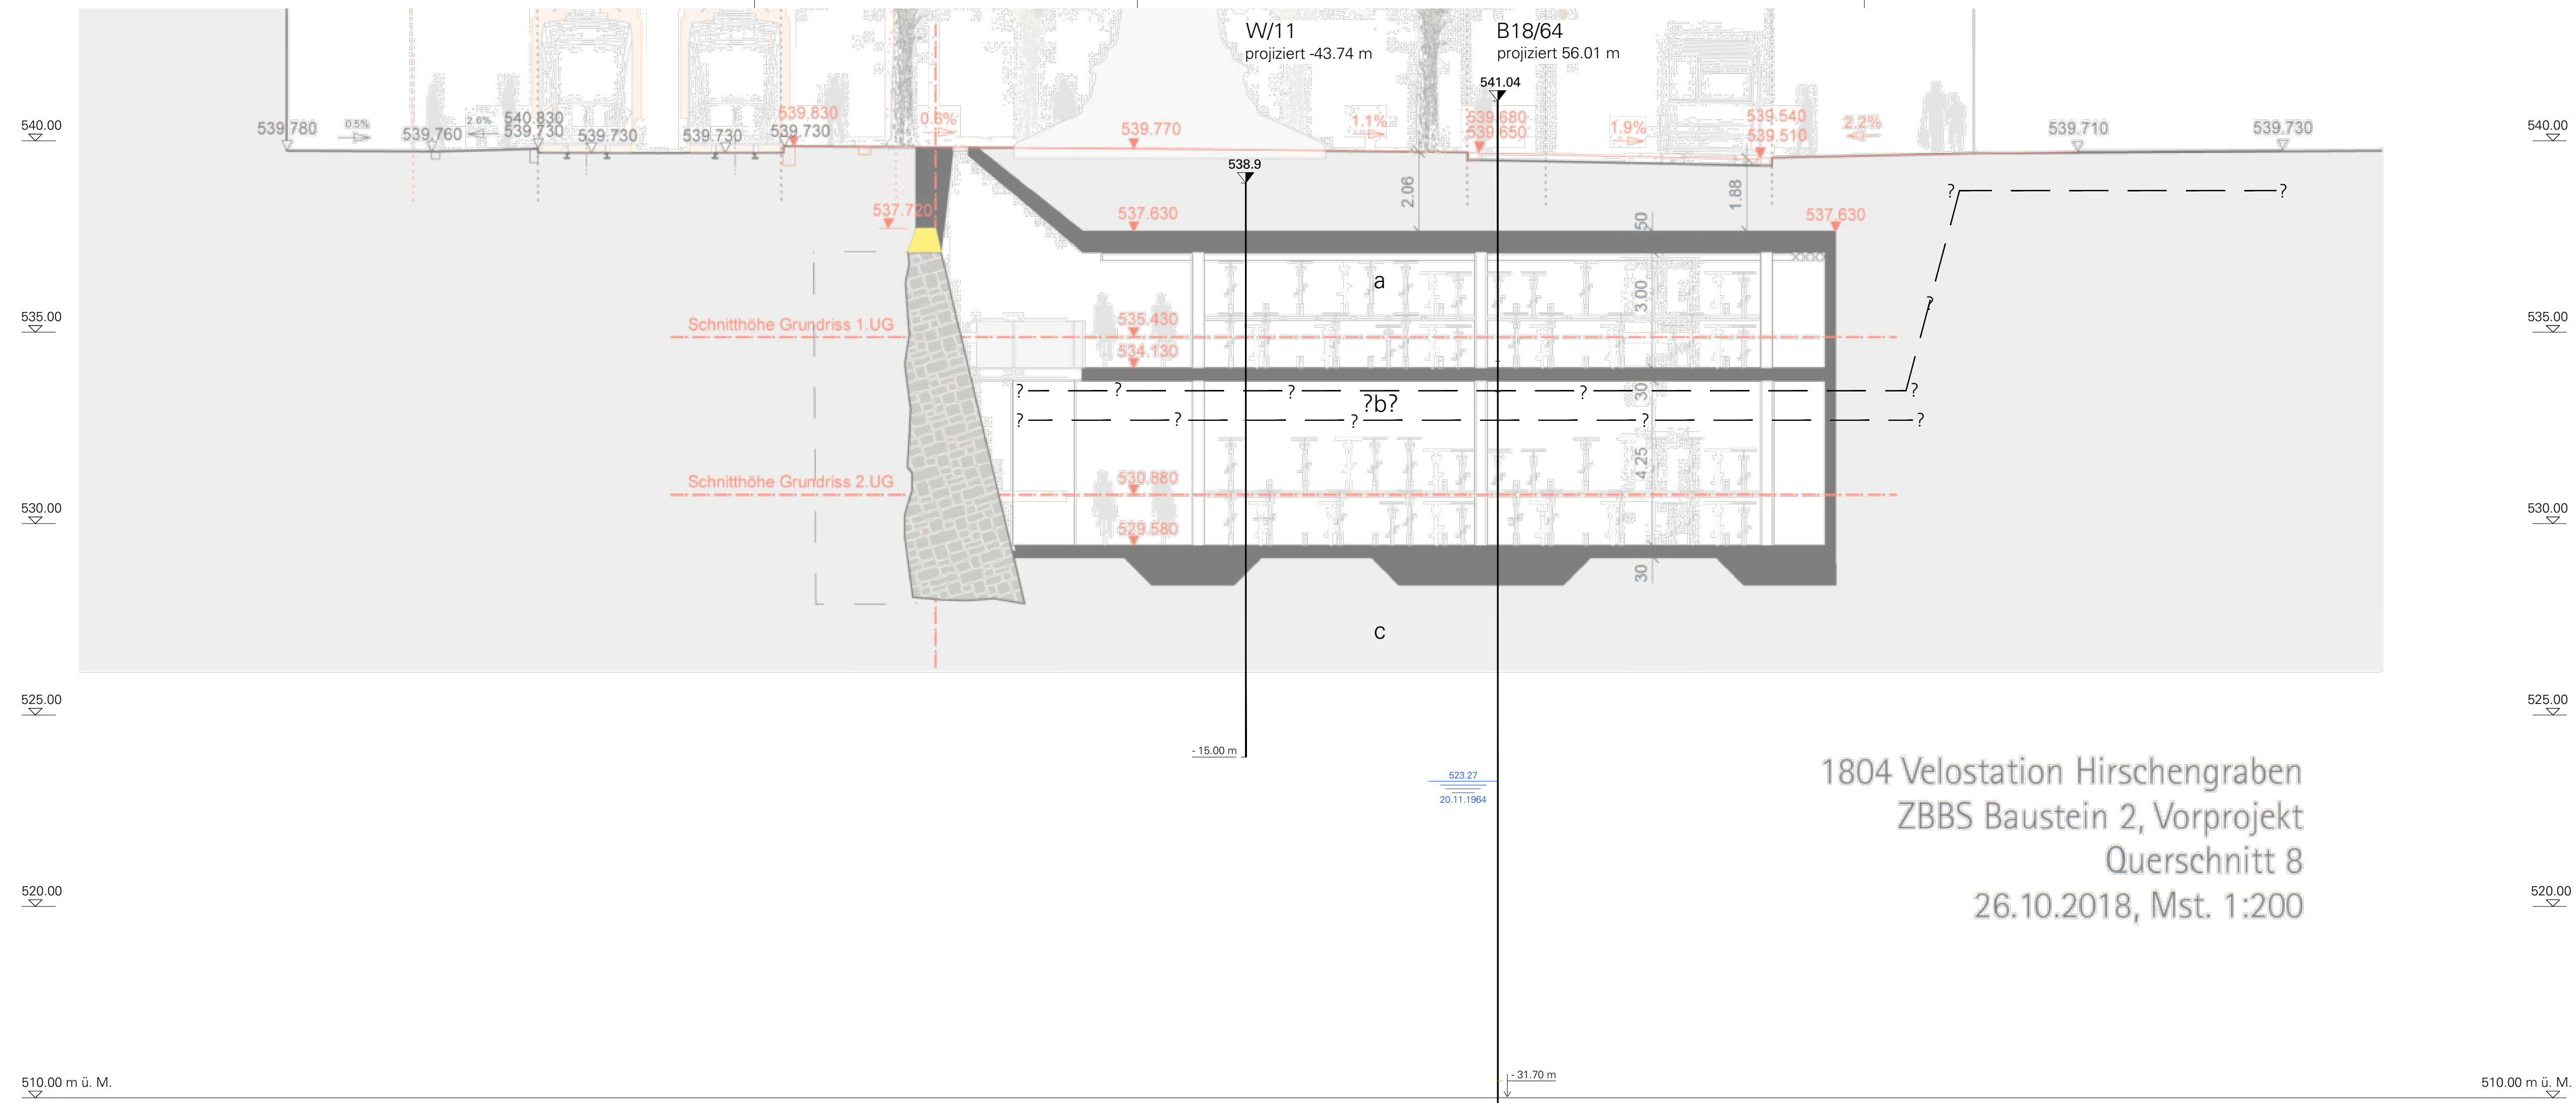 W/11
projiziert -43.74 m
B18/64
projiziert 56.01 m
541.04
540.00
539.780
0.5%
539.760
2.6%
540.830
539.730
539.730
539.730
539.830
539.730
0.6%
539.770
1.1%
539.680
539.650
1.9%
539.540
539.510
2.2%
539.710
539.730
540.00
538.9
2.06
1.88
? ?
537.720
537.630
50
537.630
a
3.00
?
535.00
Schnitthöhe Grundriss 1.UG
535.430
534.130
535.00
? ? ? ? 30 ?
?b?
? ? ? ? ?
4.25
Schnitthöhe Grundriss 2.UG
530.880
530.00
529.580
530.00
30
c
525.00
525.00
- 15.00 m
523.27
20.11.1964
1804 Velostation Hirschengraben
ZBBS Baustein 2, Vorprojekt
Querschnitt 8
26.10.2018, Mst. 1:200
520.00
520.00
- 31.70 m
510.00 m ü. M.
510.00 m ü. M.